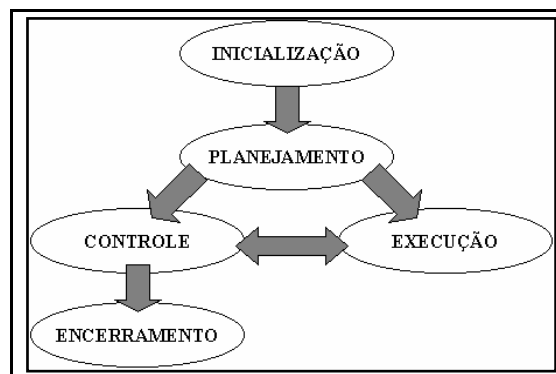 INICIALIZAÇÃO
PLANEJAMENTO
CONTROLE
EXECUÇÃO
ENCERRAMENTO